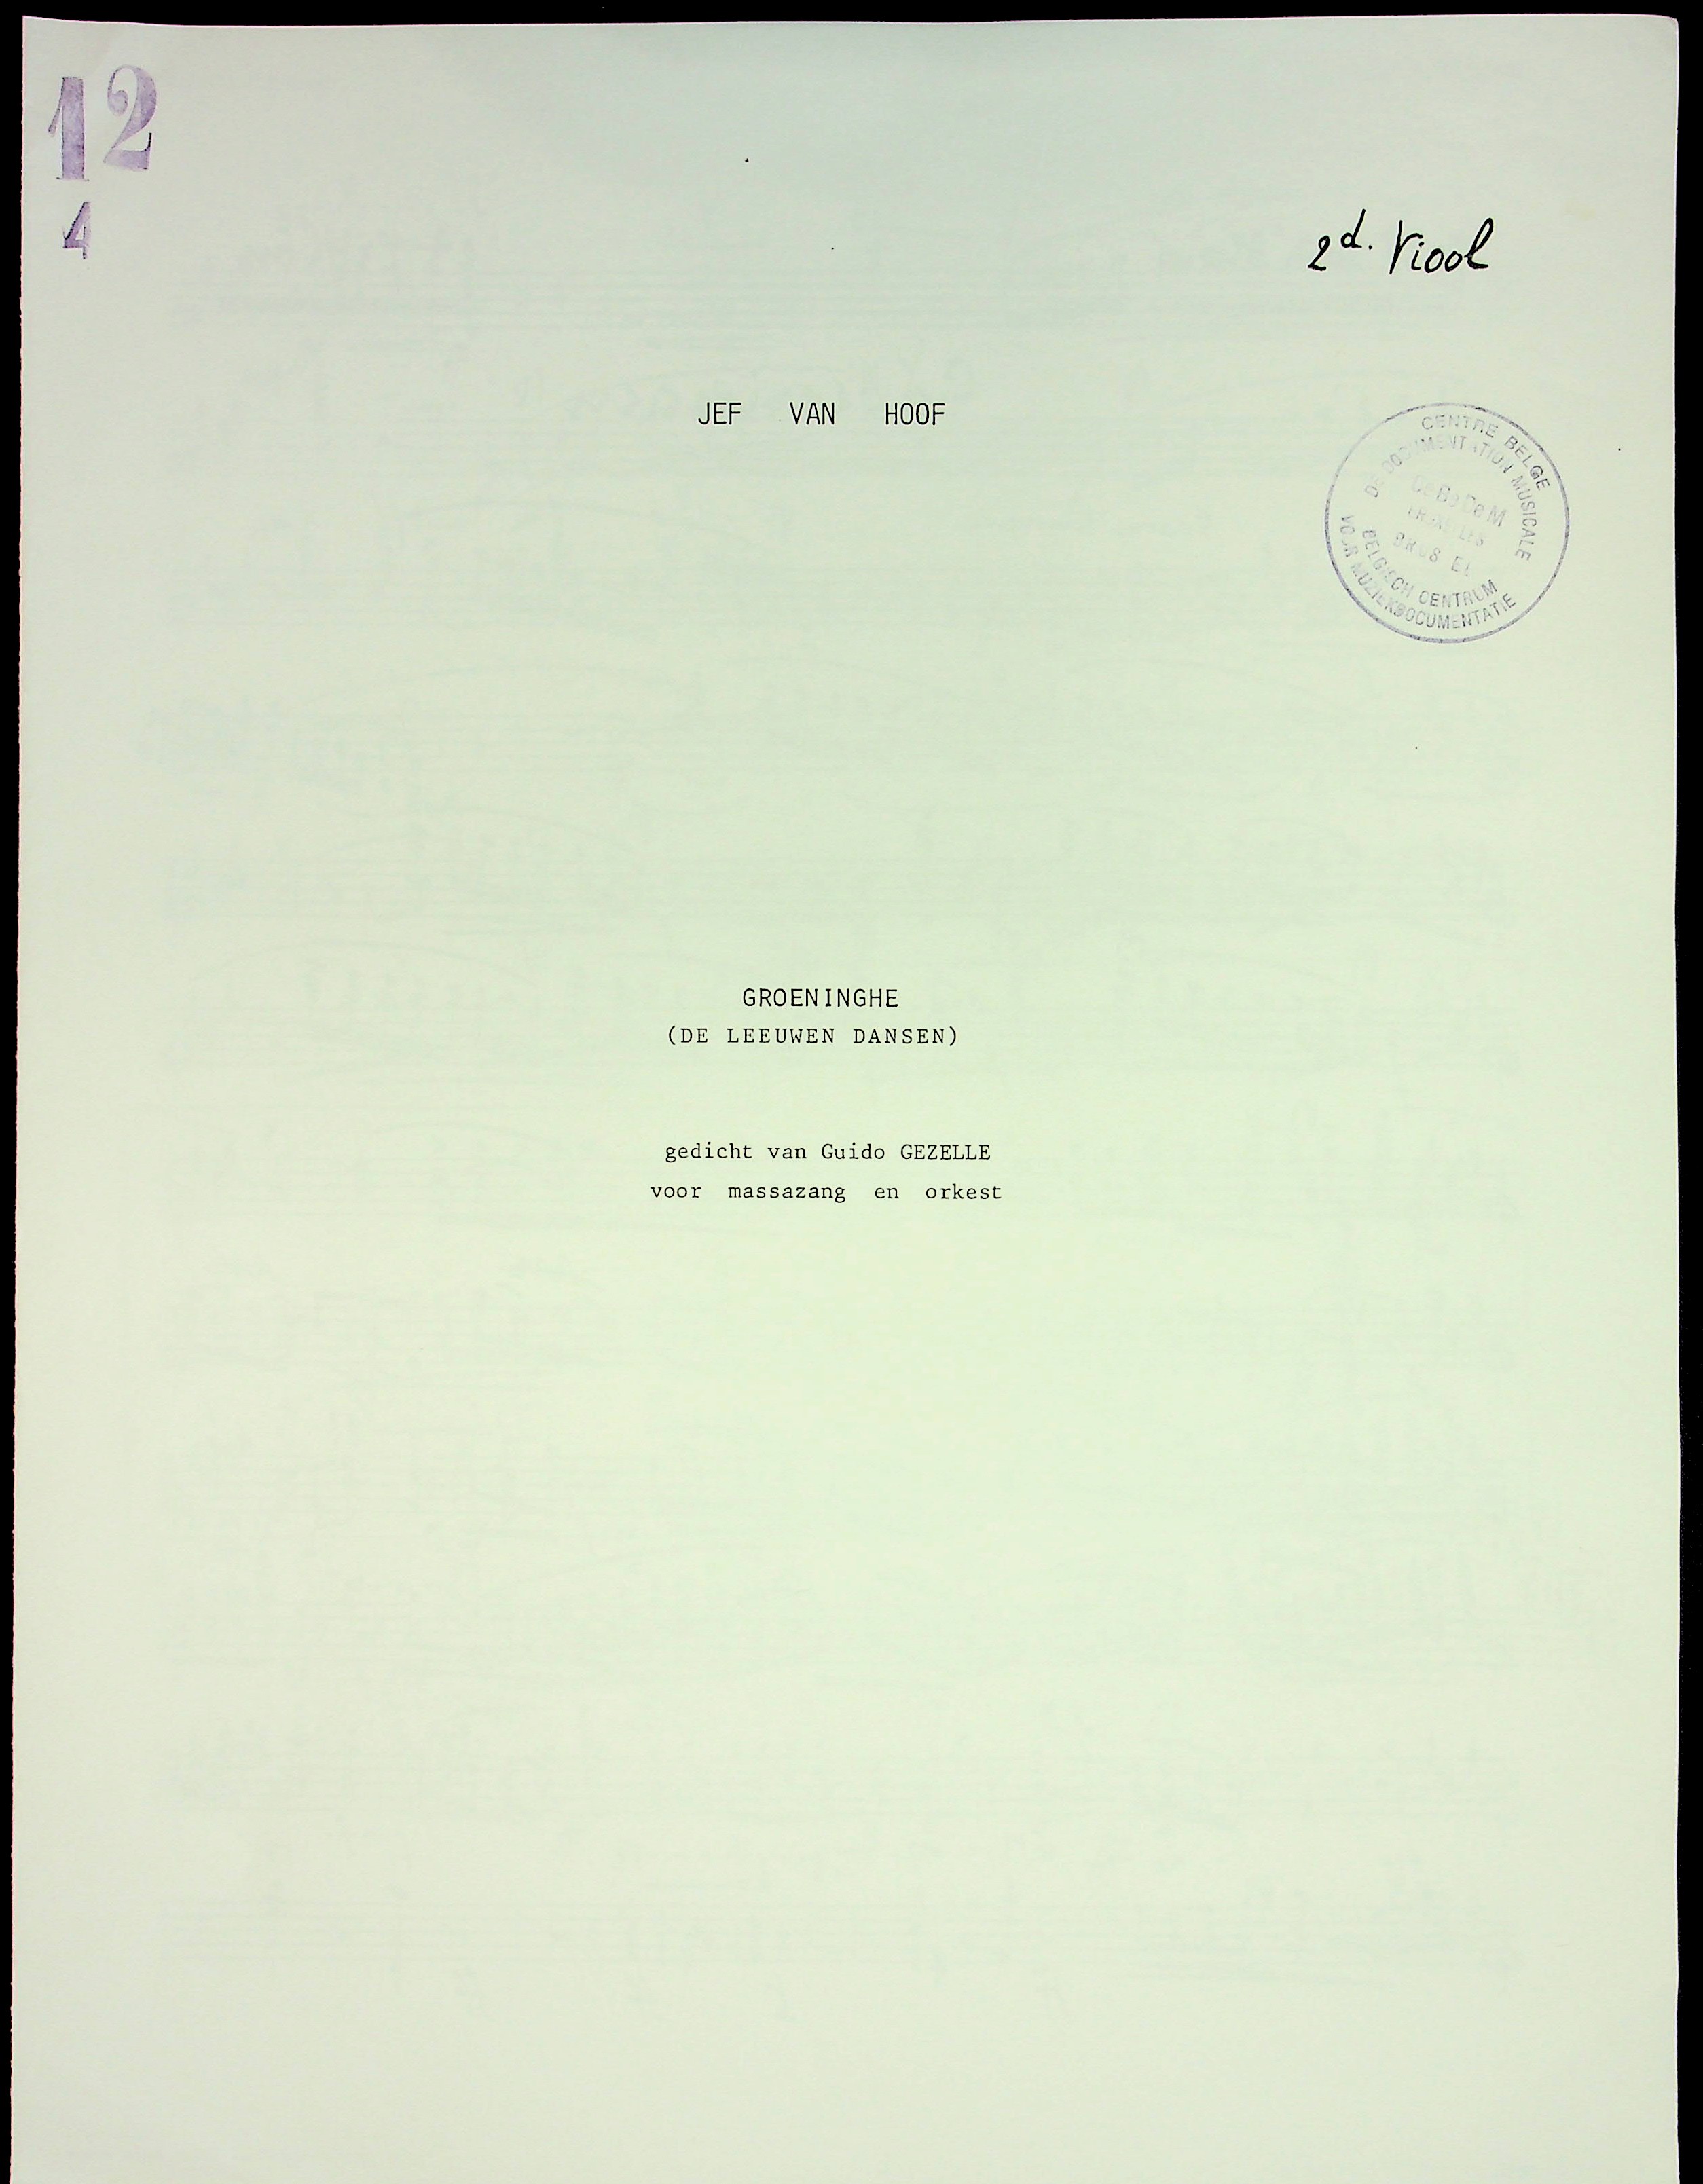 12
4
2d. Viool
JEF VAN HOOF
CENTRE BELGE
DE DOCUMENTATION MUSICALE
CeBeDeM
BRUXELLES
BRUSSEL
BELGISCH CENTRUM
VOOR MUZIEKDOCUMENTATIE
GROENINGHE
(DE LEEUWEN DANSEN)
gedicht van Guido GEZELLE
voor massazang en orkest